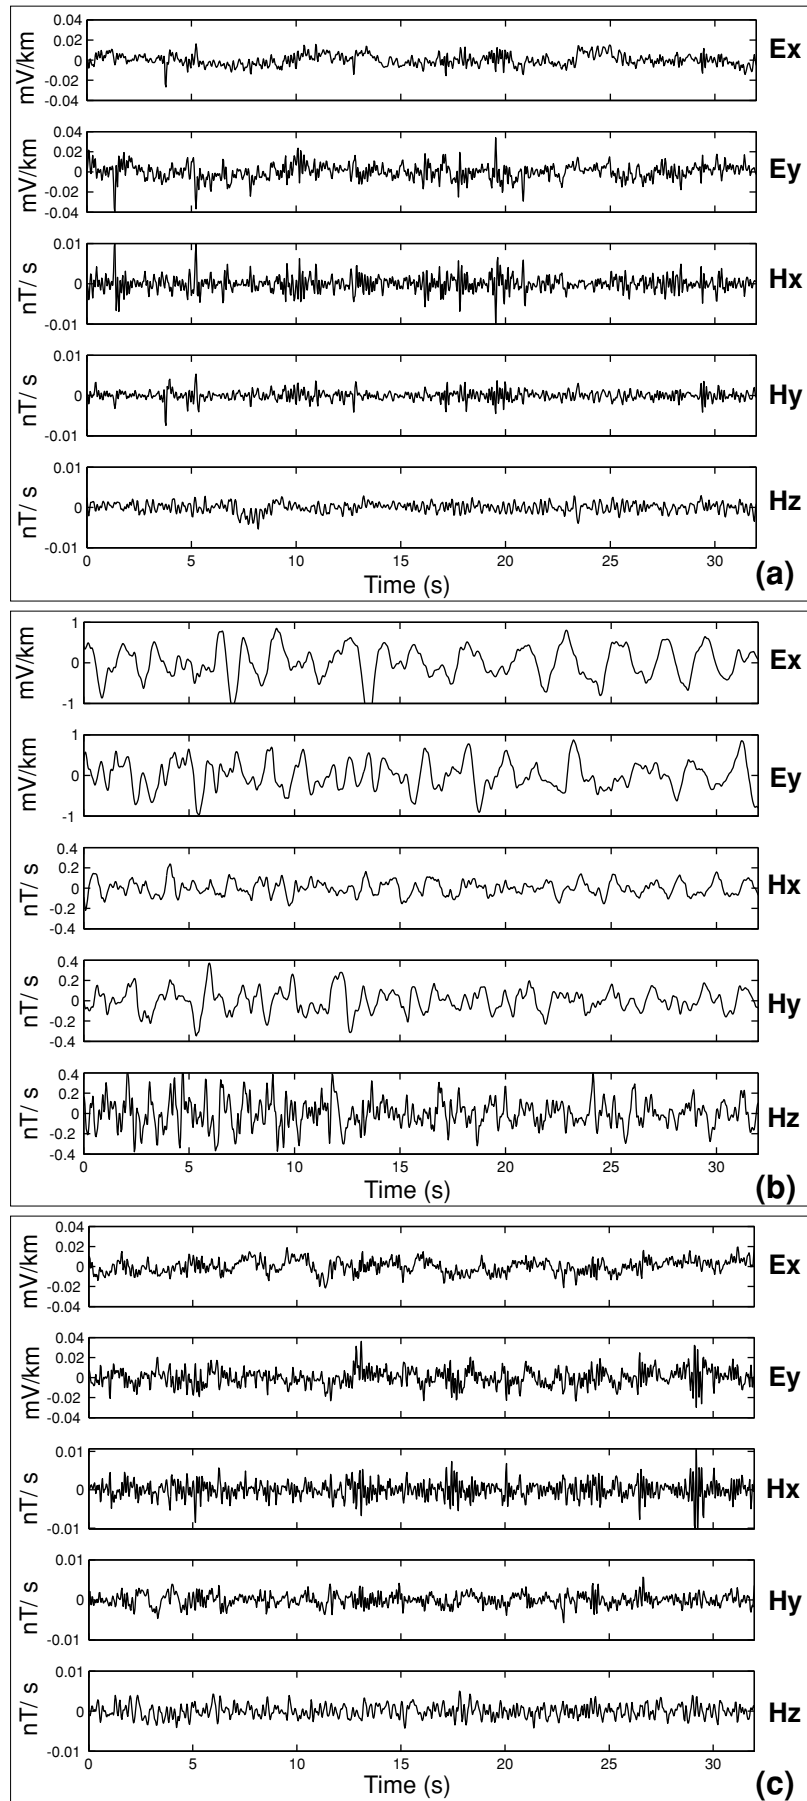 0.04
0.02
0
-0.02
-0.04
mV/km
Ex
0.04
0.02
0
-0.02
-0.04
mV/km
Ey
0.01
0
-0.01
nT/ s
Hx
0.01
0
-0.01
nT/ s
Hy
0.01
0
-0.01
nT/ s
Hz
0 5 10 15 20 25 30
Time (s)
(a)
1
0
-1
mV/km
Ex
1
0
-1
mV/km
Ey
0.4
0.2
0
-0.2
-0.4
nT/ s
Hx
0.4
0.2
0
-0.2
-0.4
nT/ s
Hy
0.4
0.2
0
-0.2
-0.4
nT/ s
Hz
0 5 10 15 20 25 30
Time (s)
(b)
0.04
0.02
0
-0.02
-0.04
mV/km
Ex
0.04
0.02
0
-0.02
-0.04
mV/km
Ey
0.01
0
-0.01
nT/ s
Hx
0.01
0
-0.01
nT/ s
Hy
0.01
0
-0.01
nT/ s
Hz
0 5 10 15 20 25 30
Time (s)
(c)